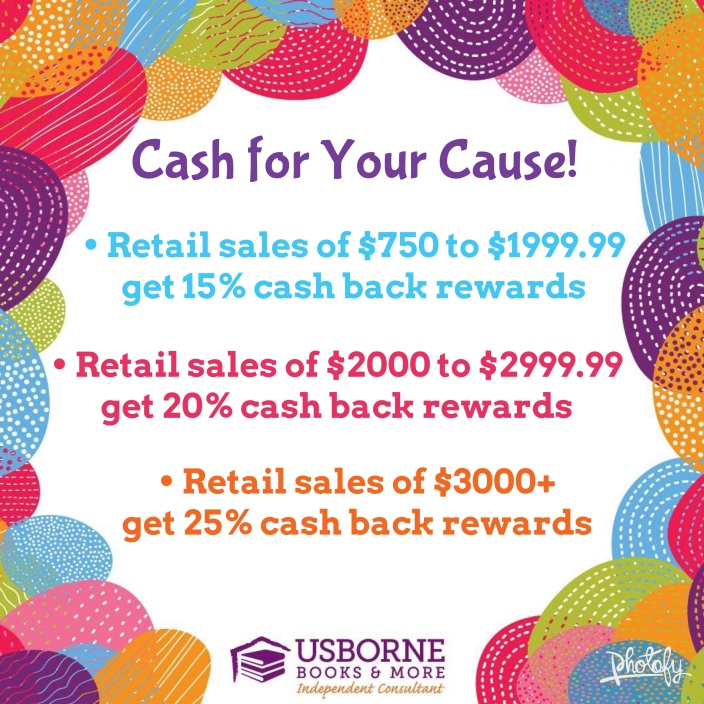 Cash for Your Cause!
• Retail sales of $750 to $1999.99
get 15% cash back rewards
• Retail sales of $2000 to $2999.99
get 20% cash back rewards
• Retail sales of $3000+
get 25% cash back rewards
USBORNE
BOOKS & MORE
Independent Consultant
photofy